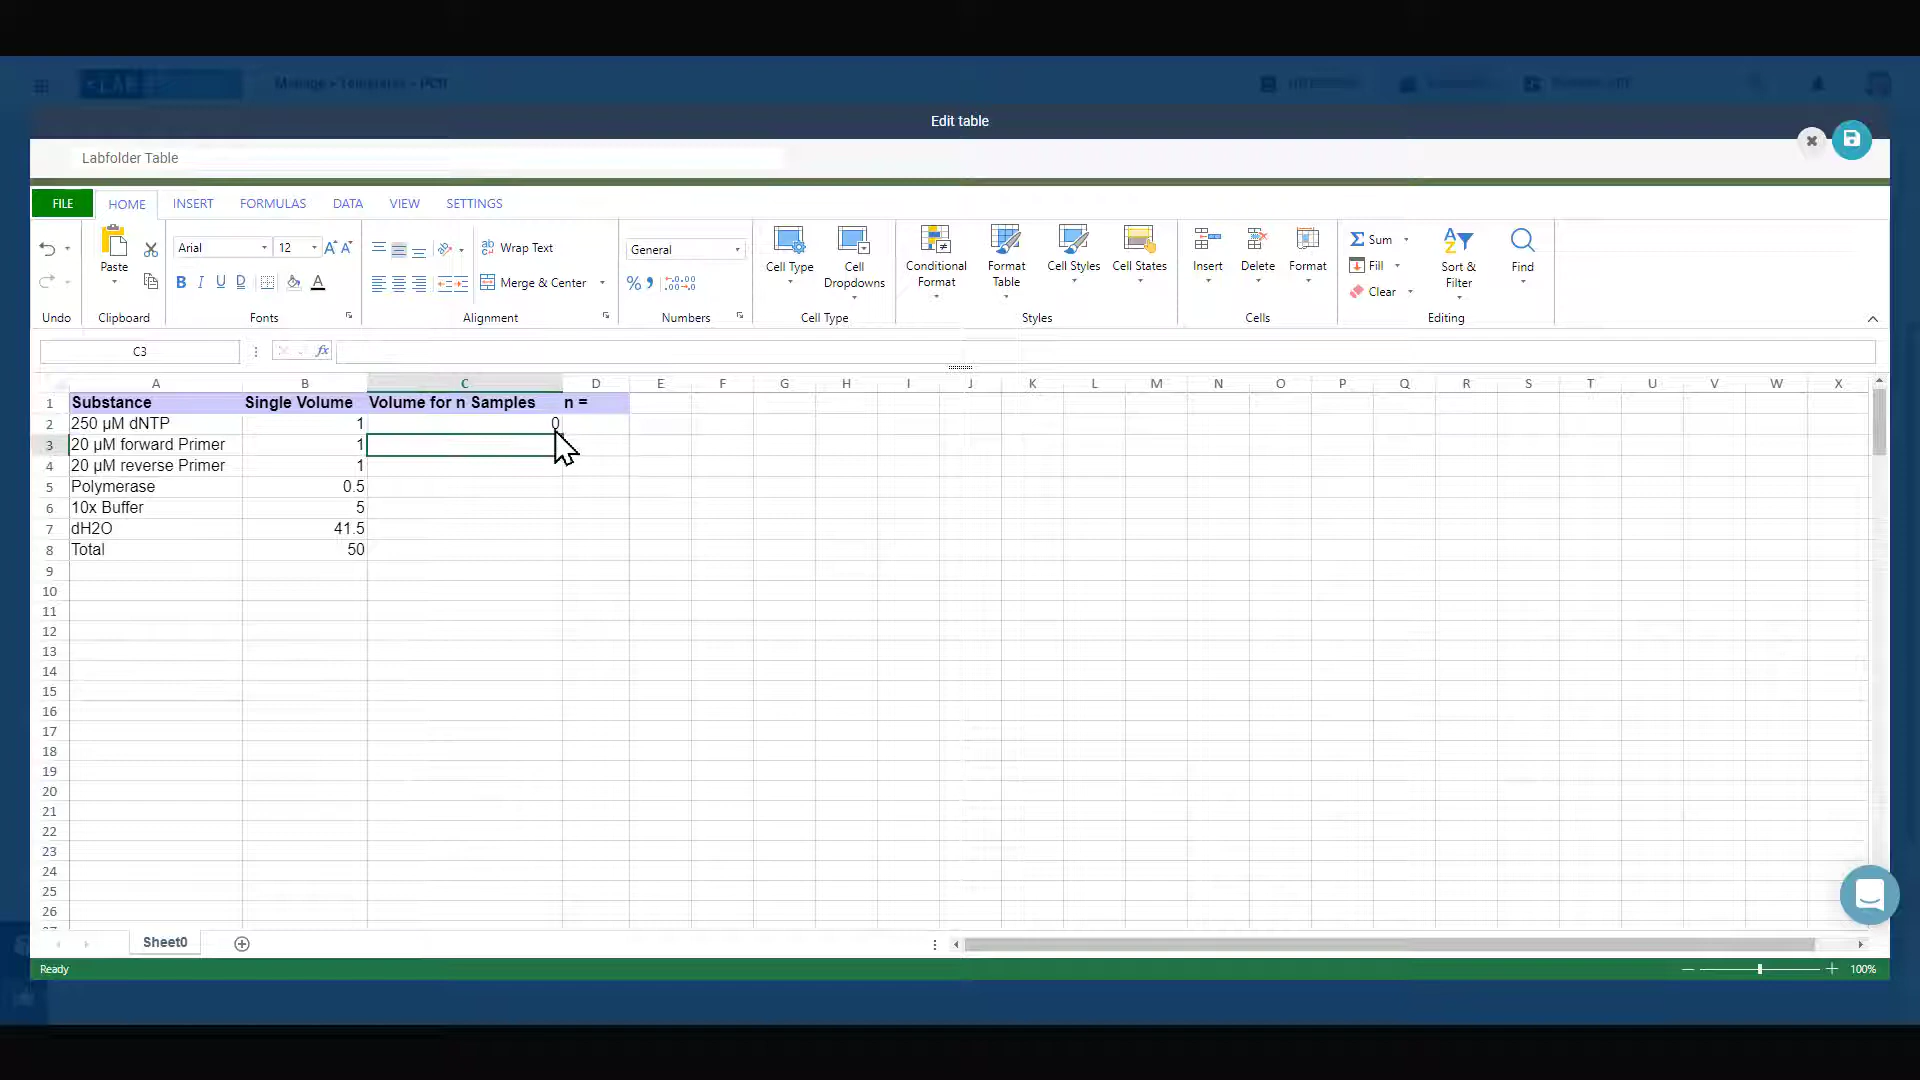 LAB
Manage > Templates > PCR
Edit table
Labfolder Table
FILE HOME INSERT FORMULAS DATA VIEW SETTINGS
Paste
Arial 12
B I U D A
Wrap Text
Merge & Center
General
Cell Type
Cell Dropdowns
Conditional Format
Format Table
Cell Styles
Cell States
Insert
Delete
Format
Sum
Fill
Clear
Sort & Filter
Find
Undo Clipboard Fonts Alignment Numbers Cell Type Styles Cells Editing
C3 fx
A B C D E F G H I J K L M N O P Q R S T U V W X
1 Substance Single Volume Volume for n Samples n =
2 250 µM dNTP 1 0
3 20 µM forward Primer 1
4 20 µM reverse Primer 1
5 Polymerase 0.5
6 10x Buffer 5
7 dH2O 41.5
8 Total 50
9
10
11
12
13
14
15
16
17
18
19
20
21
22
23
24
25
26
Sheet0
Ready 100%